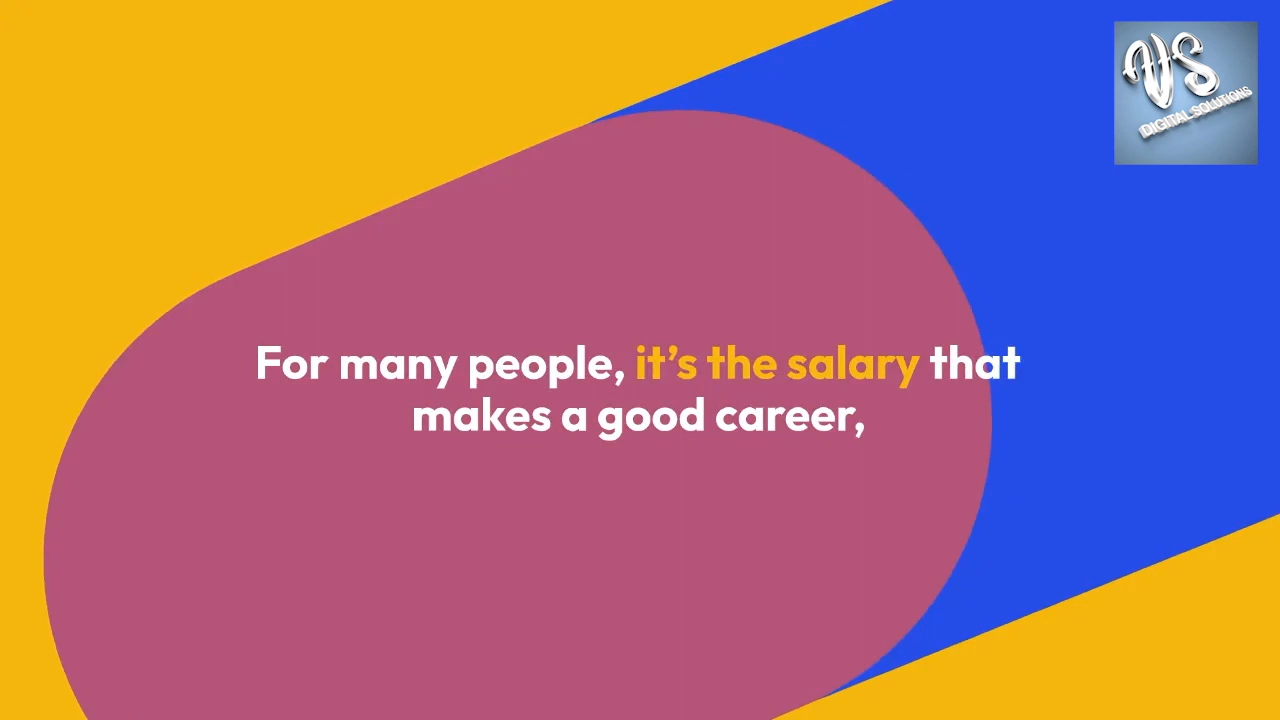 VS
DIGITAL SOLUTIONS
For many people, it’s the salary that
makes a good career,